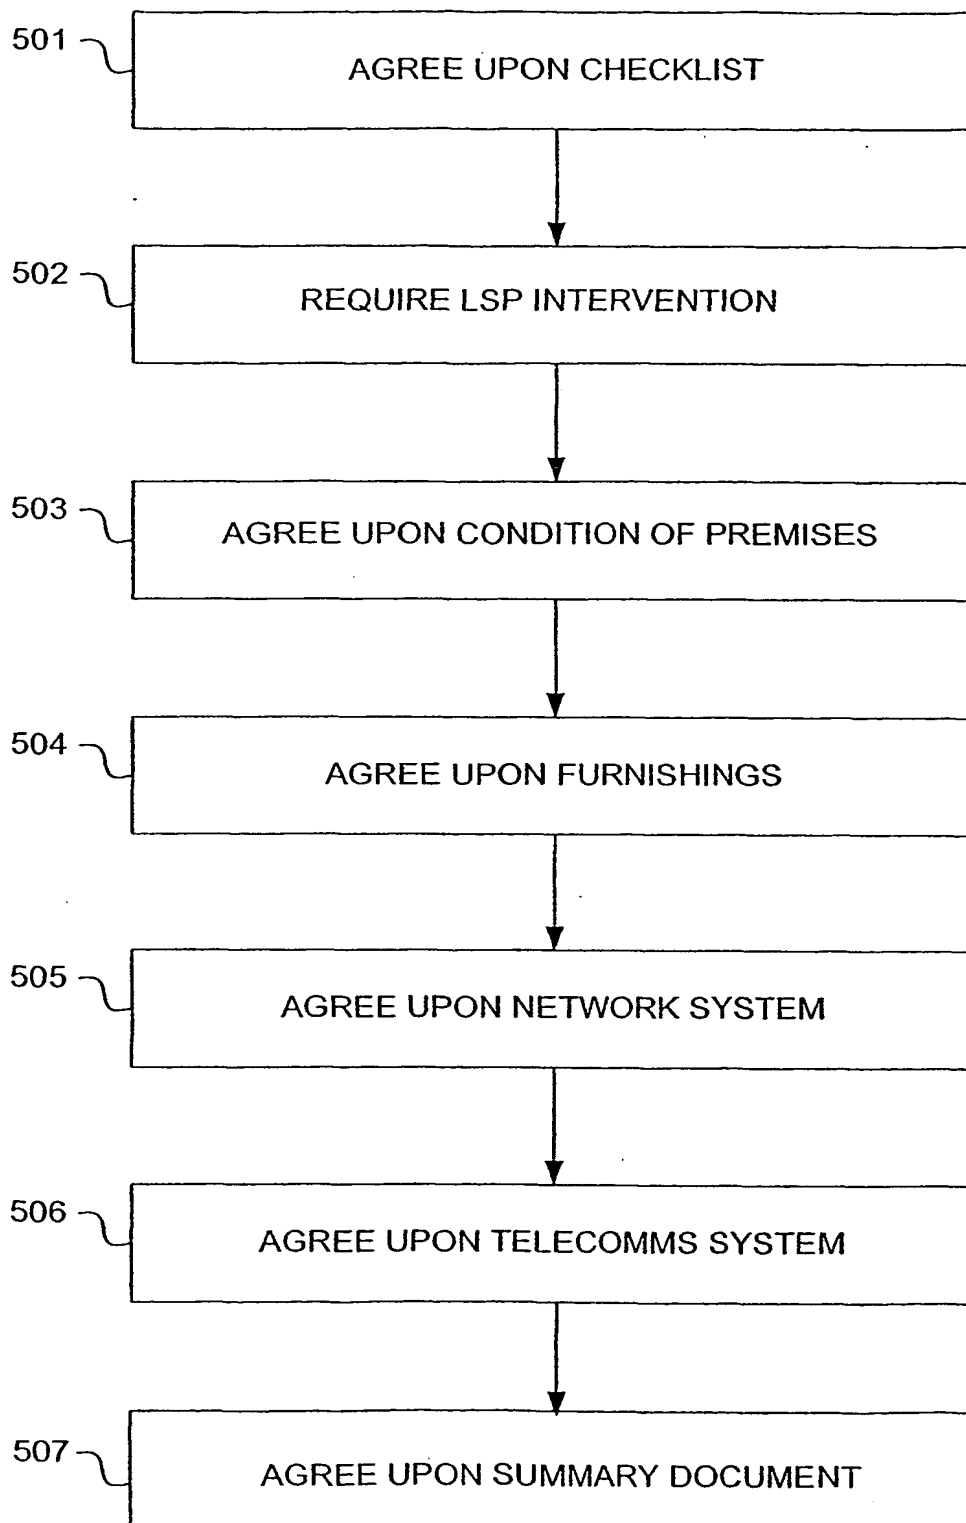 501
AGREE UPON CHECKLIST
502
REQUIRE LSP INTERVENTION
503
AGREE UPON CONDITION OF PREMISES
504
AGREE UPON FURNISHINGS
505
AGREE UPON NETWORK SYSTEM
506
AGREE UPON TELECOMMS SYSTEM
507
AGREE UPON SUMMARY DOCUMENT